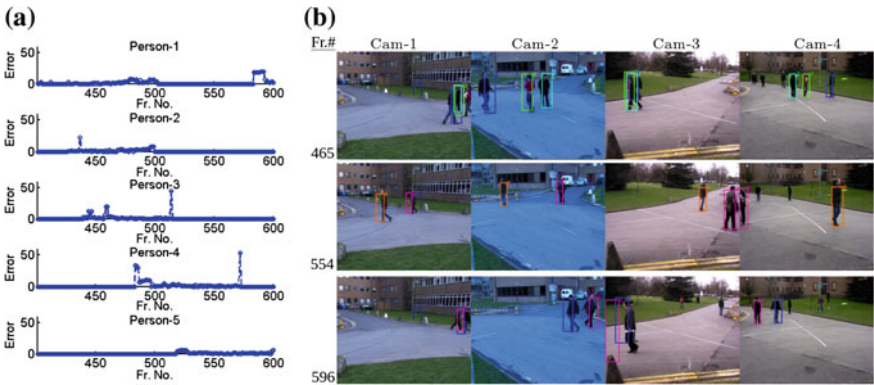 (a)
Person-1
Error
50
0
450 500 550 600
Fr. No.
Person-2
Error
50
0
450 500 550 600
Fr. No.
Person-3
Error
50
0
450 500 550 600
Fr. No.
Person-4
Error
50
0
450 500 550 600
Fr. No.
Person-5
Error
50
0
450 500 550 600
Fr. No.
(b)
Fr.# Cam-1 Cam-2 Cam-3 Cam-4
465
554
596